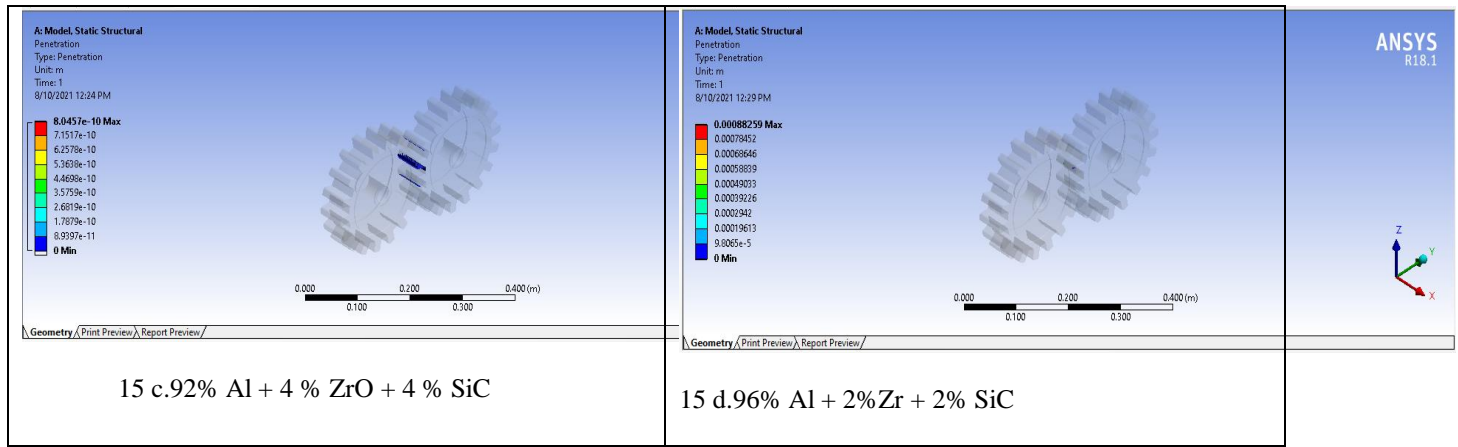 A: Model, Static Structural
Penetration
Type: Penetration
Unit: m
Time: 1
8/10/2021 12:24 PM
8.0457e-10 Max
7.1517e-10
6.2578e-10
5.3638e-10
4.4698e-10
3.5759e-10
2.6819e-10
1.7879e-10
8.9397e-11
0 Min
0.000 0.200 0.400 (m)
0.100 0.300
Geometry Print Preview Report Preview
15 c.92% Al + 4 % ZrO + 4 % SiC
A: Model, Static Structural
Penetration
Type: Penetration
Unit: m
Time: 1
8/10/2021 12:29 PM
0.00088259 Max
0.00078452
0.00068646
0.00058839
0.00049033
0.00039226
0.0002942
0.00019613
9.8065e-5
0 Min
ANSYS
R18.1
Z
Y
X
0.000 0.200 0.400 (m)
0.100 0.300
Geometry Print Preview Report Preview
15 d.96% Al + 2%Zr + 2% SiC